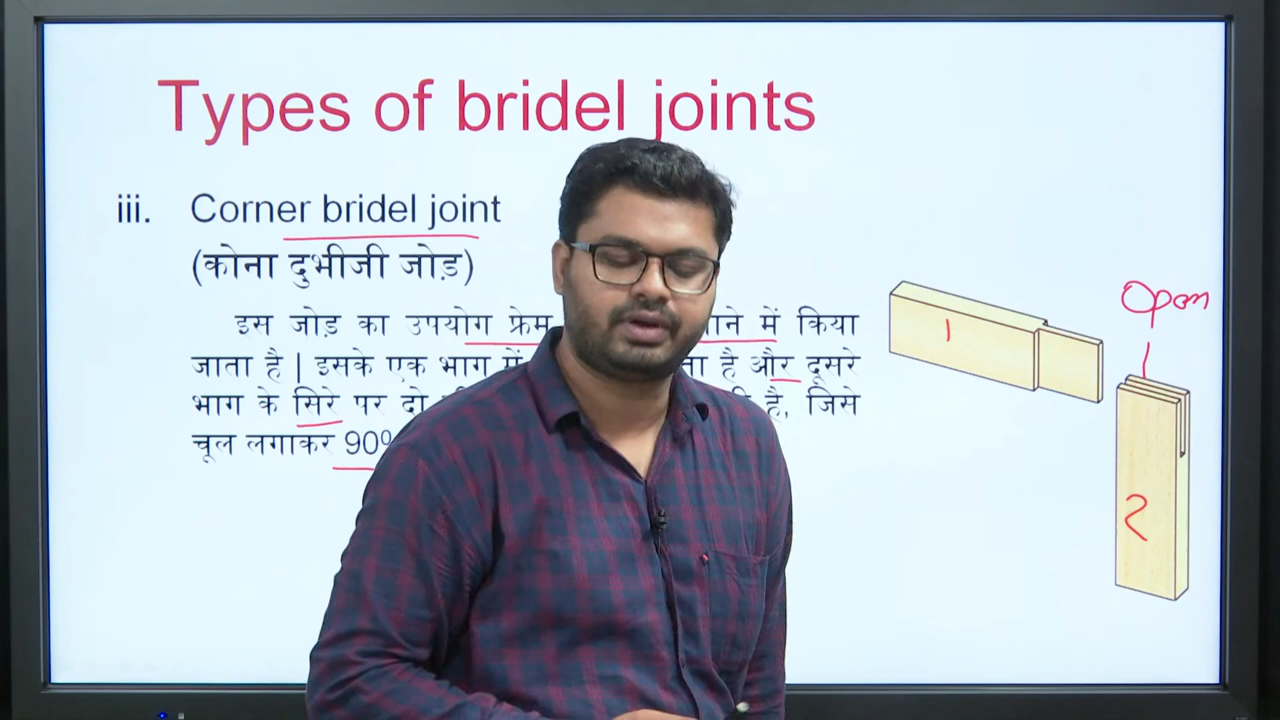 Types of bridel joints
iii. Corner bridel joint
(कोना दुभीजी जोड़)
इस जोड़ का उपयोग फ्रेम में किया
जाता है | इसके एक भाग में है और दूसरे
भाग के सिरे पर दो है, जिसे
चूल लगाकर 90º
Open
1
2